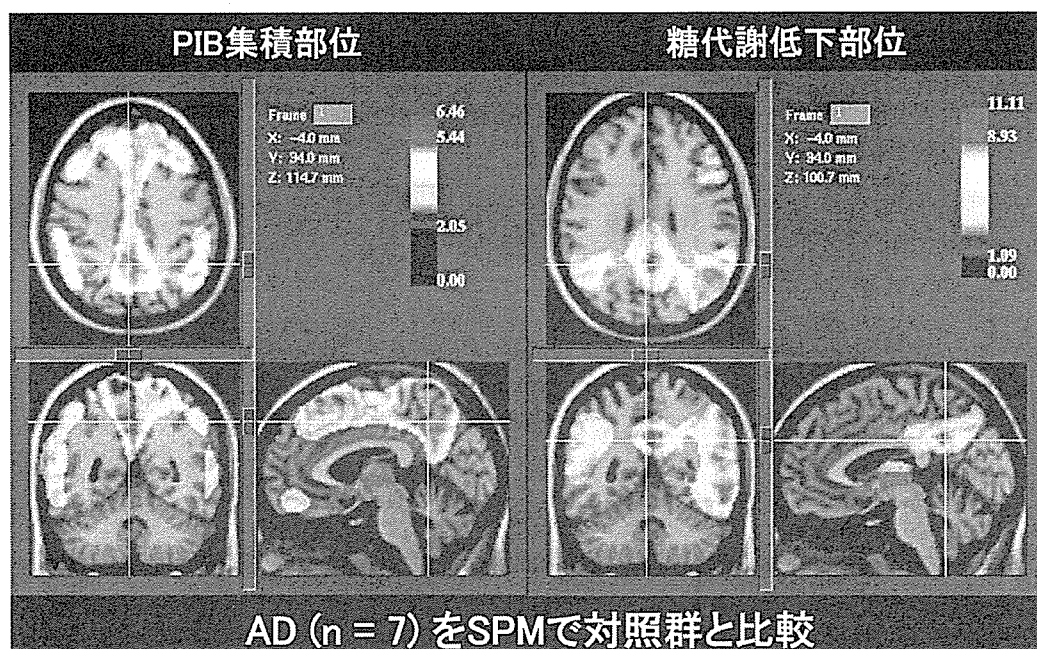 PIB集積部位
Frame 1
X: -4.0 mm
Y: 34.0 mm
Z: 114.7 mm
6.46
5.44
2.05
0.00
糖代謝低下部位
Frame 1
X: -4.0 mm
Y: 34.0 mm
Z: 100.7 mm
11.11
8.93
1.09
0.00
AD (n = 7) をSPMで対照群と比較